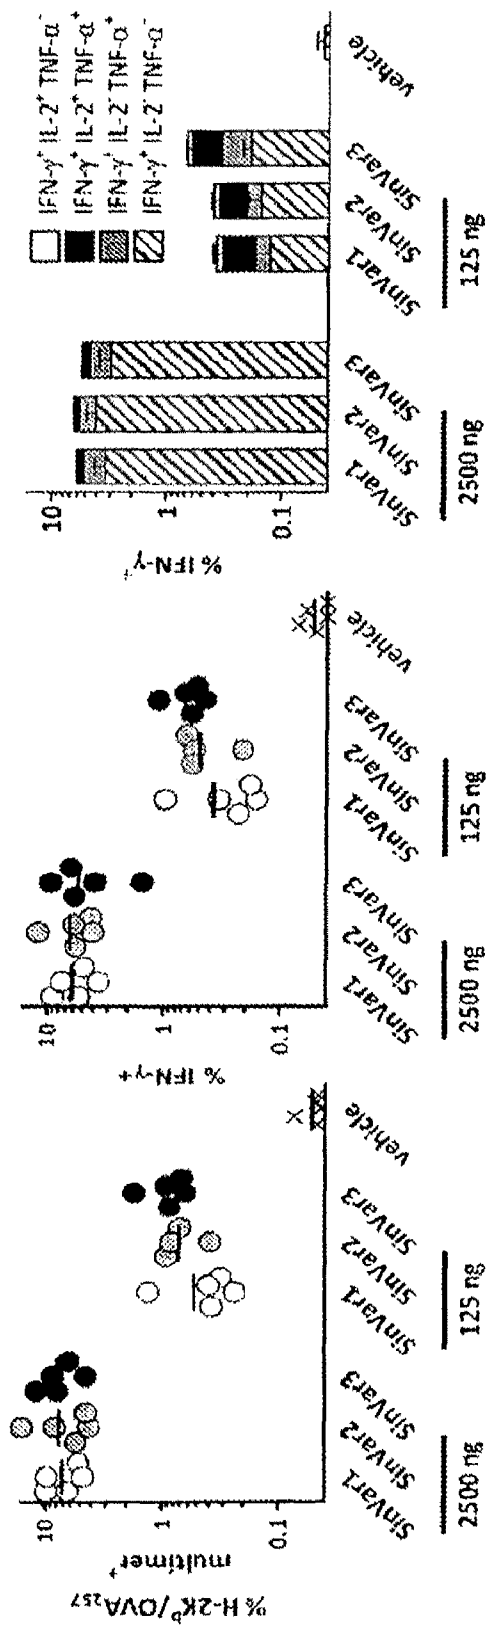 % H-2Kᵇ/OVA₂₅₇
multimer⁺
10
1
0.1
SinVar1
SinVar2
SinVar3
SinVar1
SinVar2
SinVar3
vehicle
2500 ng
125 ng
% IFN-γ+
10
1
0.1
SinVar1
SinVar2
SinVar3
SinVar1
SinVar2
SinVar3
vehicle
2500 ng
125 ng
% IFN-γ⁺
10
1
0.1
SinVar1
SinVar2
SinVar3
SinVar1
SinVar2
SinVar3
vehicle
2500 ng
125 ng
IFN-γ⁺ IL-2⁺ TNF-α⁻
IFN-γ⁺ IL-2⁺ TNF-α⁺
IFN-γ⁺ IL-2⁻ TNF-α⁺
IFN-γ⁺ IL-2⁻ TNF-α⁻